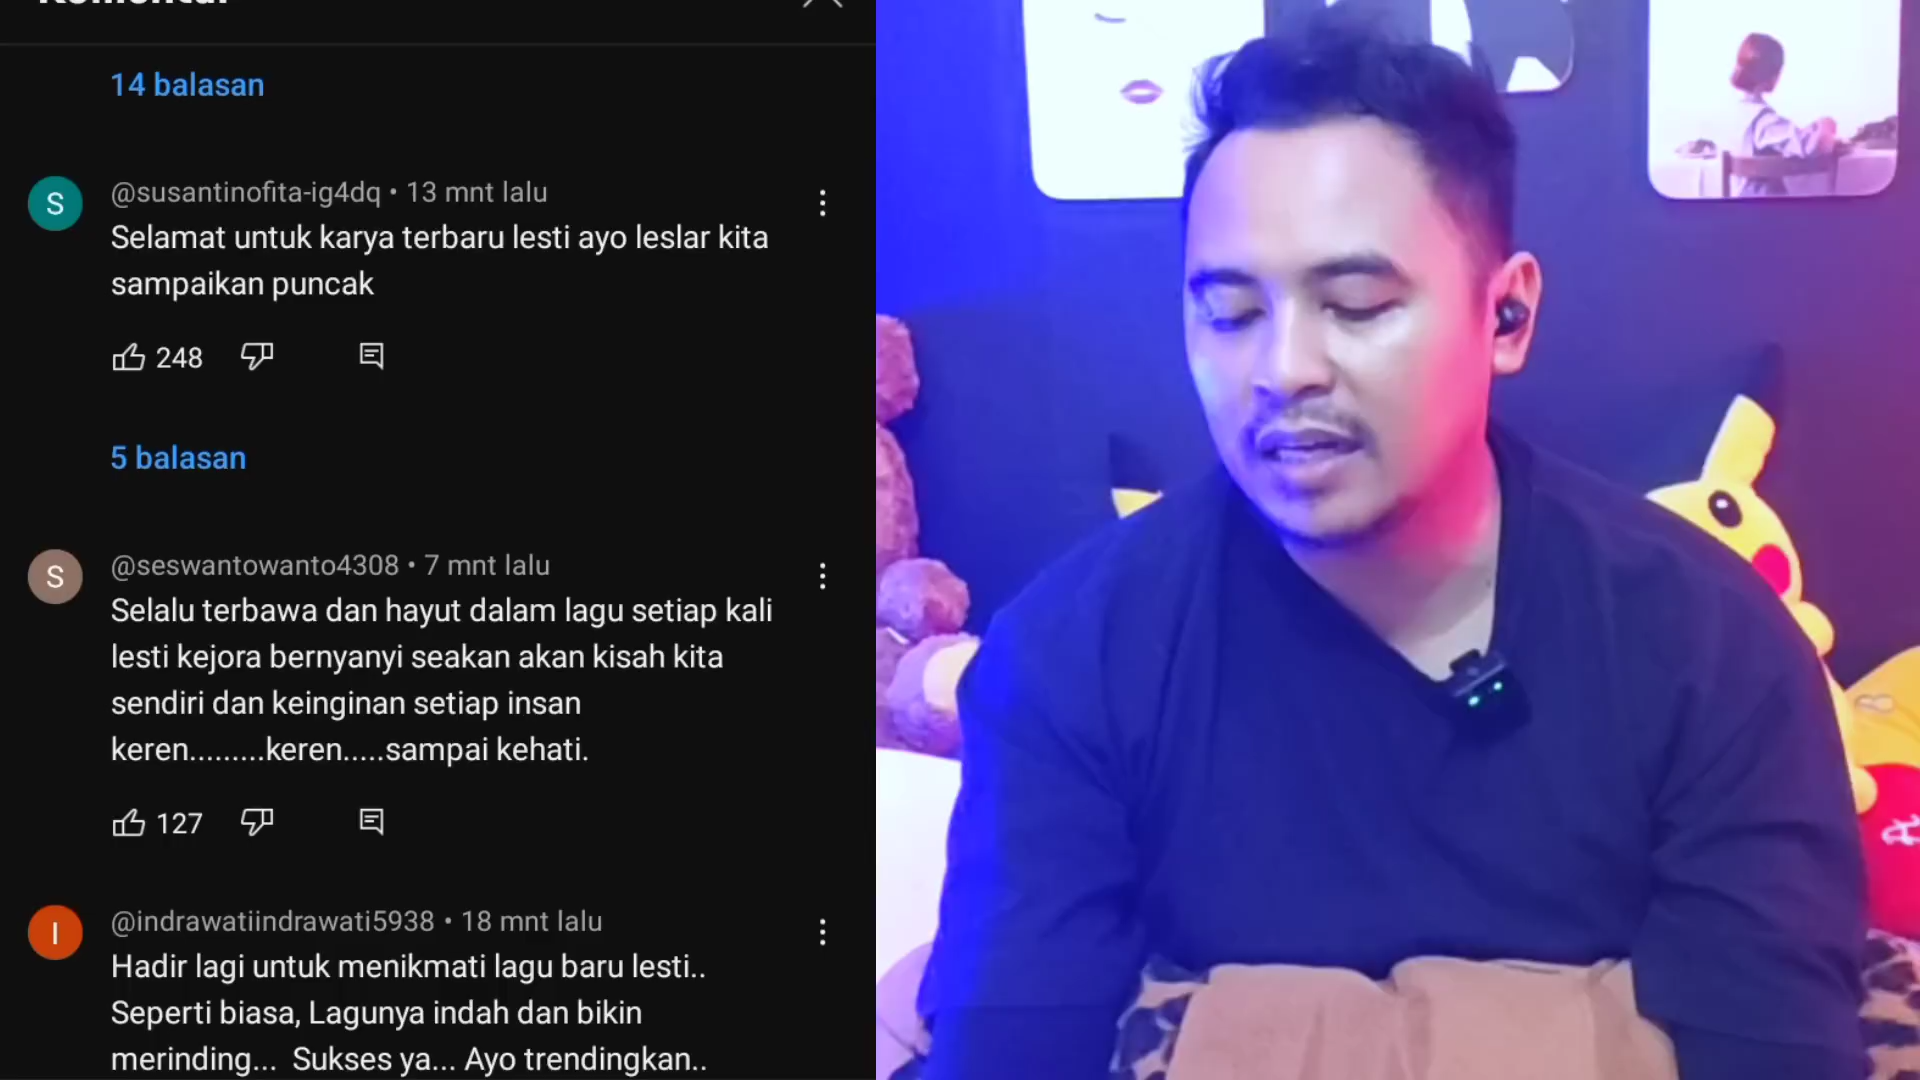 14 balasan
S
@susantinofita-ig4dq • 13 mnt lalu
Selamat untuk karya terbaru lesti ayo leslar kita
sampaikan puncak
248
5 balasan
S
@seswantowanto4308 • 7 mnt lalu
Selalu terbawa dan hayut dalam lagu setiap kali
lesti kejora bernyanyi seakan akan kisah kita
sendiri dan keinginan setiap insan
keren.........keren.....sampai kehati.
127
I
@indrawatiindrawati5938 • 18 mnt lalu
Hadir lagi untuk menikmati lagu baru lesti..
Seperti biasa, Lagunya indah dan bikin
merinding... Sukses ya... Ayo trendingkan..